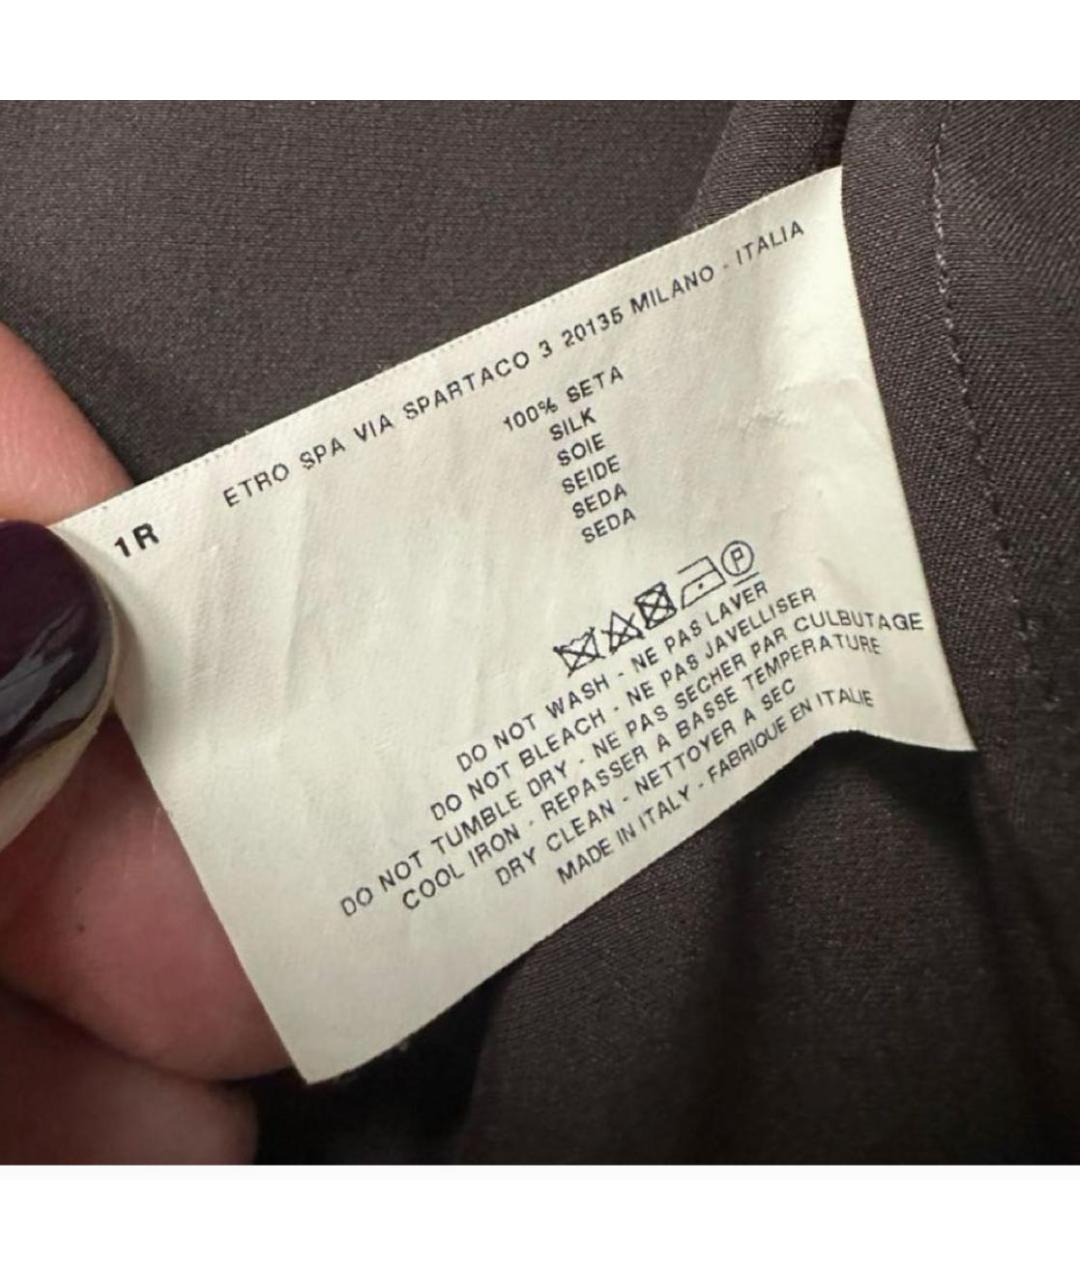 ETRO SPA VIA SPARTACO 3 20135 MILANO - ITALIA
1R
100% SETA
SILK
SOIE
SEIDE
SEDA
SEDA
P
DO NOT WASH - NE PAS LAVER
DO NOT BLEACH - NE PAS JAVELLISER
DO NOT TUMBLE DRY - NE PAS SECHER PAR CULBUTAGE
COOL IRON - REPASSER A BASSE TEMPERATURE
DRY CLEAN - NETTOYER A SEC
MADE IN ITALY - FABRIQUE EN ITALIE